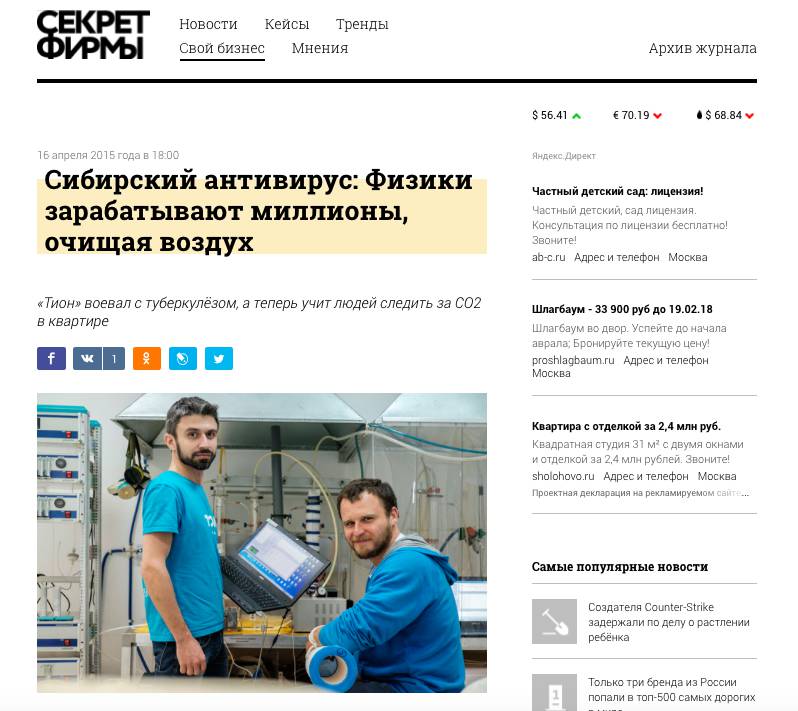 СЕКРЕТ
ФИРМЫ
Новости Кейсы Тренды
Свой бизнес Мнения
Архив журнала
$ 56.41 € 70.19 $ 68.84
16 апреля 2015 года в 18:00
Сибирский антивирус: Физики
зарабатывают миллионы,
очищая воздух
«Тион» воевал с туберкулёзом, а теперь учит людей следить за CO2
в квартире
1
Яндекс.Директ
Частный детский сад: лицензия!
Частный детский, сад лицензия.
Консультация по лицензии бесплатно!
Звоните!
ab-c.ru Адрес и телефон Москва
Шлагбаум - 33 900 руб до 19.02.18
Шлагбаум во двор. Успейте до начала
аврала; Бронируйте текущую цену!
proshlagbaum.ru Адрес и телефон
Москва
Квартира с отделкой за 2,4 млн руб.
Квадратная студия 31 м² с двумя окнами
и отделкой за 2,4 млн рублей. Звоните!
sholohovo.ru Адрес и телефон Москва
Проектная декларация на рекламируемом сайте...
Самые популярные новости
Создателя Counter-Strike
задержали по делу о растлении
ребёнка
Только три бренда из России
попали в топ-500 самых дорогих